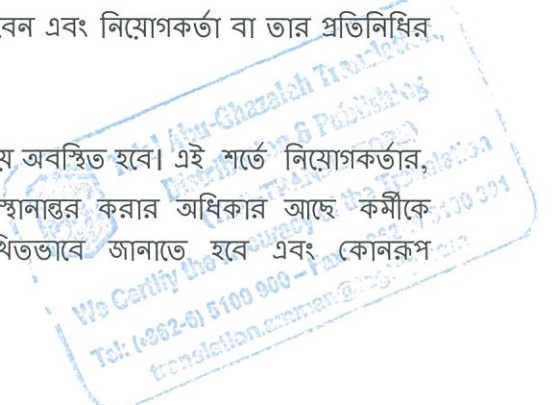 বেন এবং নিয়োগকর্তা বা তার প্রতিনিধির
য় অবস্থিত হবে। এই শর্তে নিয়োগকর্তার,
স্থানান্তর করার অধিকার আছে কর্মীকে
খিতভাবে জানাতে হবে এবং কোনরূপ
Abu-Ghazaleh Translation,
Distribution & Publishing
We Certify the Accuracy of the Translation
Tel: (+962-6) 5100 900 – Fax: